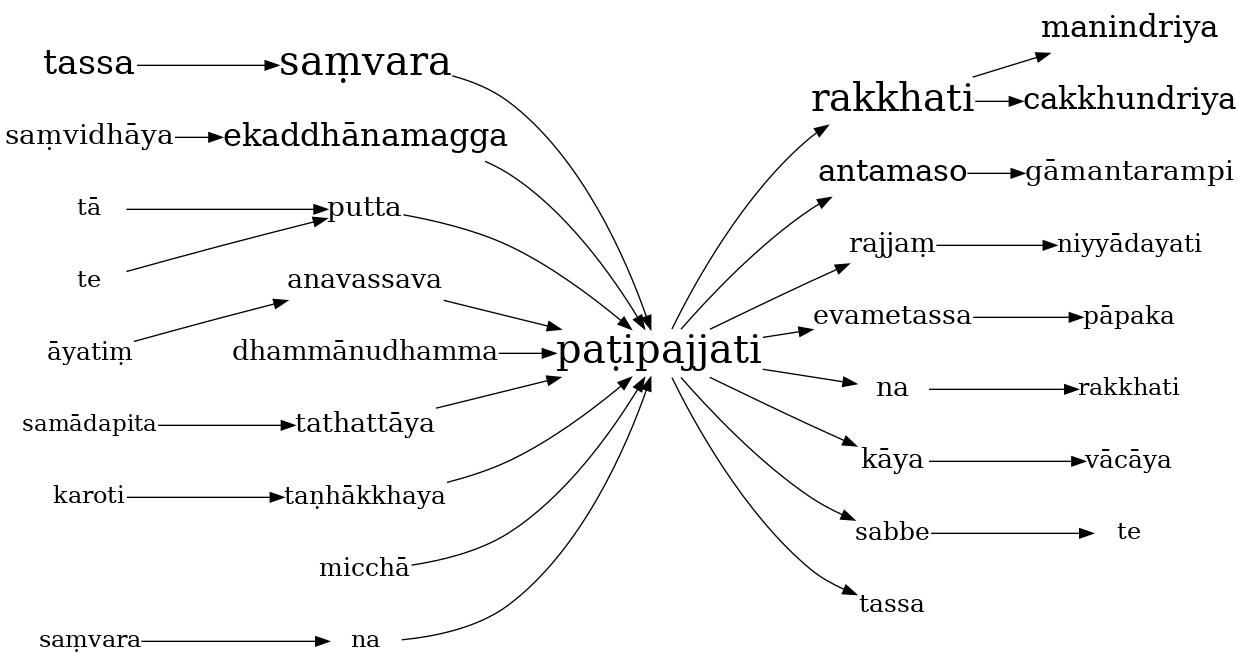 manindriya
tassa saṃvara
rakkhati cakkhundriya
saṃvidhāya ekaddhānamagga
antamaso gāmantarampi
tā putta
rajjaṃ niyyādayati
te anavassava
evametassa pāpaka
āyatiṃ dhammānudhamma paṭipajjati
na rakkhati
samādapita tathattāya
kāya vācāya
karoti taṇhākkhaya
sabbe te
micchā
tassa
saṃvara na